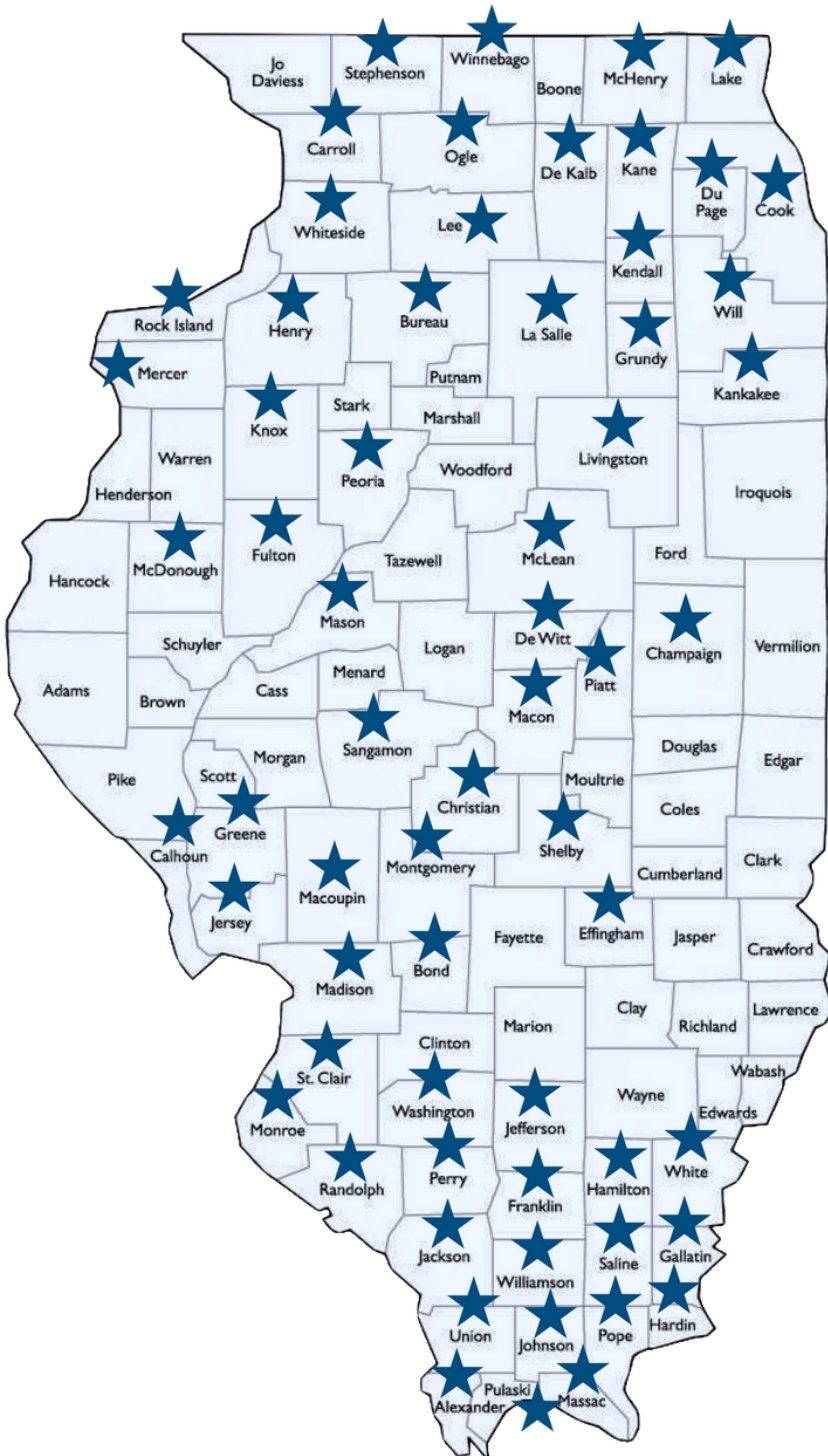 Jo
Daviess
Stephenson
Winnebago
Boone
McHenry
Lake
Carroll
Ogle
De Kalb
Kane
Du
Page
Cook
Whiteside
Lee
Kendall
Will
Rock Island
Henry
Bureau
La Salle
Grundy
Mercer
Putnam
Kankakee
Stark
Marshall
Knox
Warren
Henderson
Peoria
Woodford
Livingston
Iroquois
Hancock
McDonough
Fulton
Tazewell
McLean
Ford
Mason
Schuyler
Logan
De Witt
Champaign
Vermilion
Adams
Brown
Cass
Menard
Piatt
Macon
Sangamon
Morgan
Scott
Pike
Christian
Moultrie
Douglas
Edgar
Coles
Greene
Calhoun
Shelby
Clark
Cumberland
Montgomery
Macoupin
Jersey
Effingham
Fayette
Jasper
Crawford
Bond
Madison
Clay
Richland
Lawrence
Marion
Clinton
St. Clair
Wabash
Wayne
Edwards
Washington
Jefferson
Monroe
Randolph
Perry
Franklin
Hamilton
White
Jackson
Williamson
Saline
Gallatin
Union
Johnson
Pope
Hardin
Alexander
Pulaski
Massac